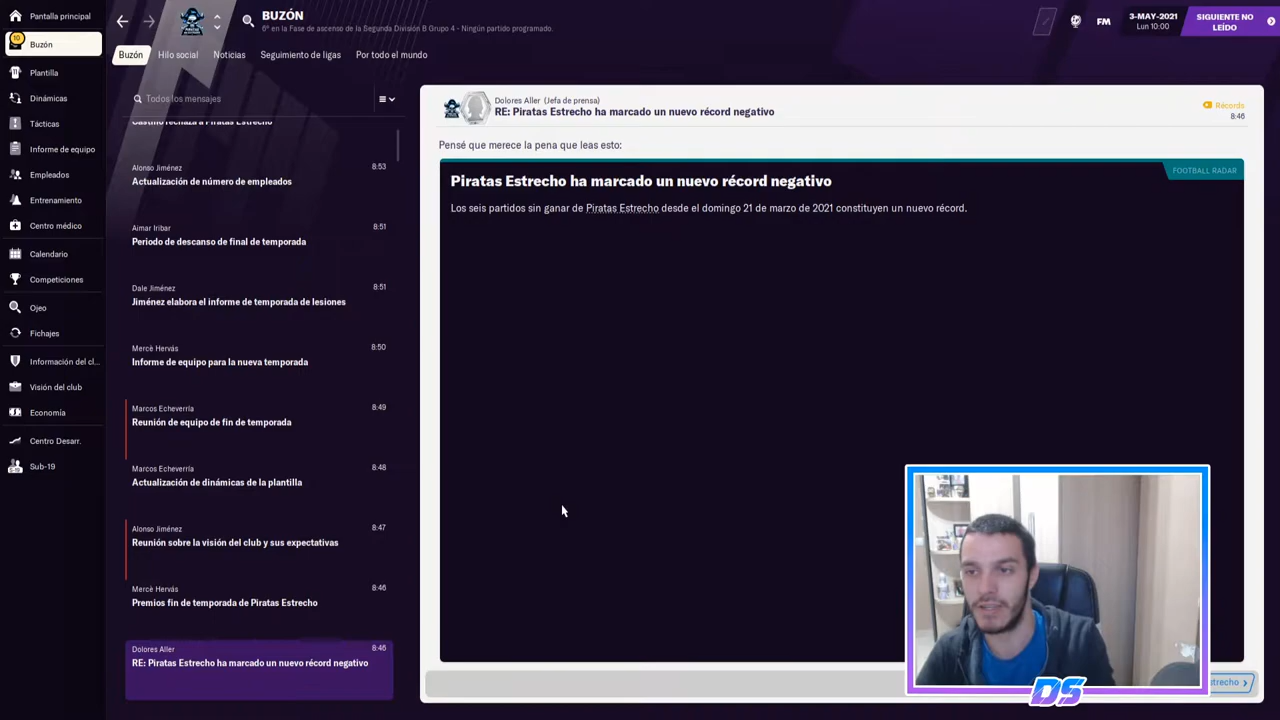 Pantalla principal
10
Buzón
Plantilla
Dinámicas
Tácticas
Informe de equipo
Empleados
Entrenamiento
Centro médico
Calendario
Competiciones
Ojeo
Fichajes
Información del cl...
Visión del club
Economía
Centro Desarr.
Sub-19
BUZÓN
6º en la Fase de ascenso de la Segunda División B Grupo 4 - Ningún partido programado.
FM
3-MAY-2021
Lun 10:00
SIGUIENTE NO
LEÍDO
Buzón
Hilo social
Noticias
Seguimiento de ligas
Por todo el mundo
Todos los mensajes
Castillo rechaza a Piratas Estrecho
Alonso Jiménez
8:53
Actualización de número de empleados
Aimar Iribar
8:51
Periodo de descanso de final de temporada
Dale Jiménez
8:51
Jiménez elabora el informe de temporada de lesiones
Mercè Hervás
8:50
Informe de equipo para la nueva temporada
Marcos Echeverría
8:49
Reunión de equipo de fin de temporada
Marcos Echeverría
8:48
Actualización de dinámicas de la plantilla
Alonso Jiménez
8:47
Reunión sobre la visión del club y sus expectativas
Mercè Hervás
8:46
Premios fin de temporada de Piratas Estrecho
Dolores Aller
8:46
RE: Piratas Estrecho ha marcado un nuevo récord negativo
Dolores Aller (Jefa de prensa)
RE: Piratas Estrecho ha marcado un nuevo récord negativo
Récords
8:46
Pensé que merece la pena que leas esto:
Piratas Estrecho ha marcado un nuevo récord negativo
FOOTBALL RADAR
Los seis partidos sin ganar de Piratas Estrecho desde el domingo 21 de marzo de 2021 constituyen un nuevo récord.
strecho
DS